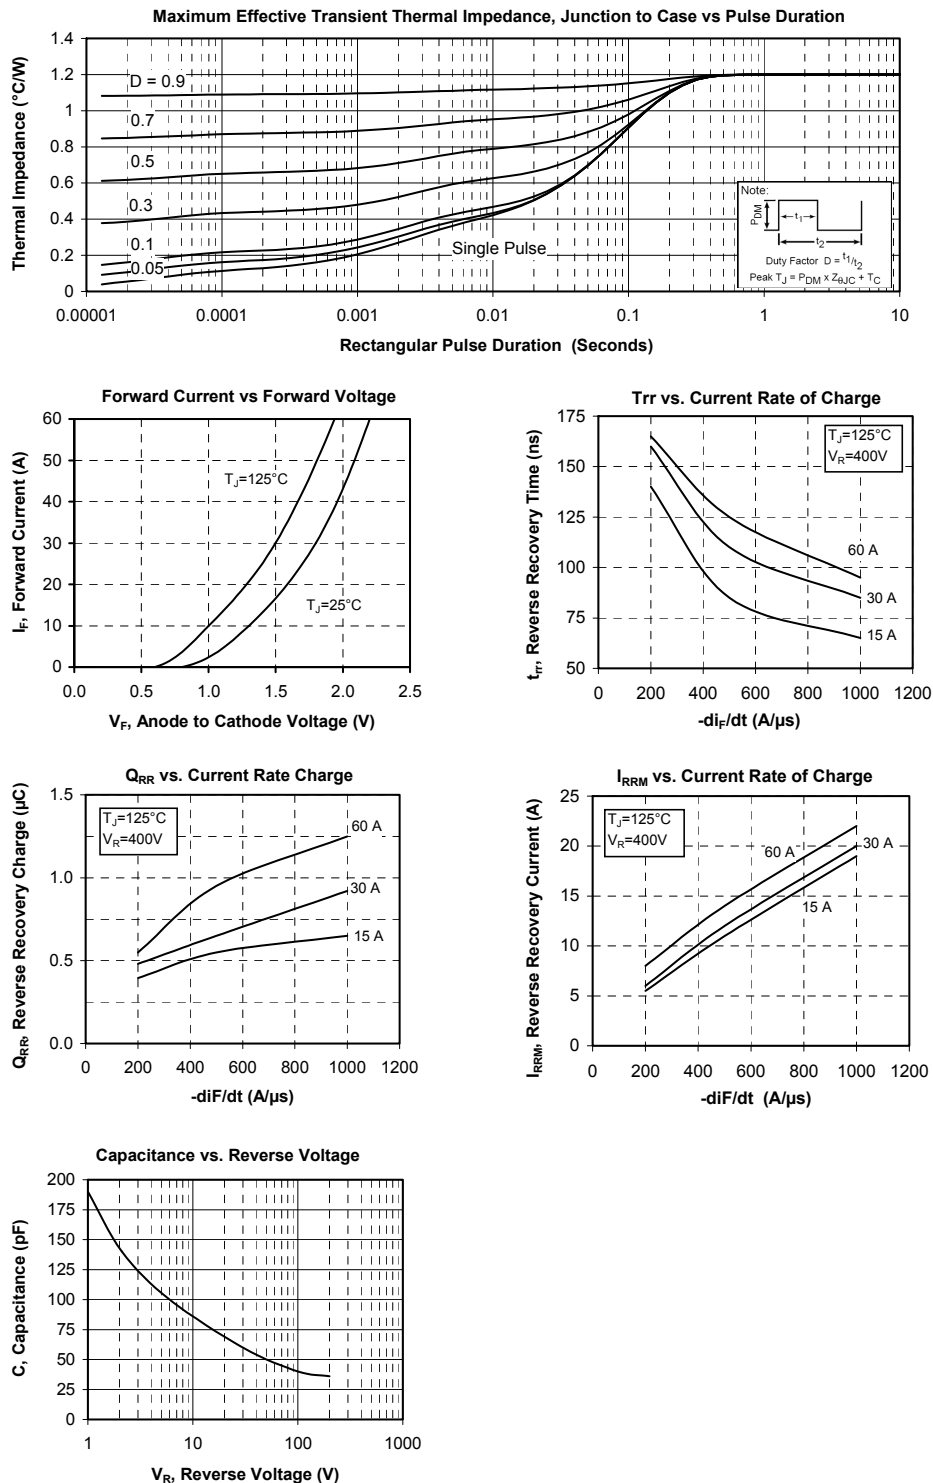 Maximum Effective Transient Thermal Impedance, Junction to Case vs Pulse Duration
Thermal Impedance (°C/W)
1.4
1.2
1
0.8
0.6
0.4
0.2
0
D = 0.9
0.7
0.5
0.3
0.1
0.05
Single Pulse
Note:
PDM
t1
t2
Duty Factor D = t1/t2
Peak TJ = PDM x ZθJC + TC
0.00001 0.0001 0.001 0.01 0.1 1 10
Rectangular Pulse Duration (Seconds)
Forward Current vs Forward Voltage
IF, Forward Current (A)
60
50
40
30
20
10
0
TJ=125°C
TJ=25°C
0.0 0.5 1.0 1.5 2.0 2.5
VF, Anode to Cathode Voltage (V)
Trr vs. Current Rate of Charge
trr, Reverse Recovery Time (ns)
175
150
125
100
75
50
TJ=125°C
VR=400V
60 A
30 A
15 A
0 200 400 600 800 1000 1200
-diF/dt (A/µs)
QRR vs. Current Rate Charge
QRR, Reverse Recovery Charge (µC)
1.5
1.0
0.5
0.0
TJ=125°C
VR=400V
60 A
30 A
15 A
0 200 400 600 800 1000 1200
-diF/dt (A/µs)
IRRM vs. Current Rate of Charge
IRRM, Reverse Recovery Current (A)
25
20
15
10
5
0
TJ=125°C
VR=400V
60 A
30 A
15 A
0 200 400 600 800 1000 1200
-diF/dt (A/µs)
Capacitance vs. Reverse Voltage
C, Capacitance (pF)
200
175
150
125
100
75
50
25
0
1 10 100 1000
VR, Reverse Voltage (V)